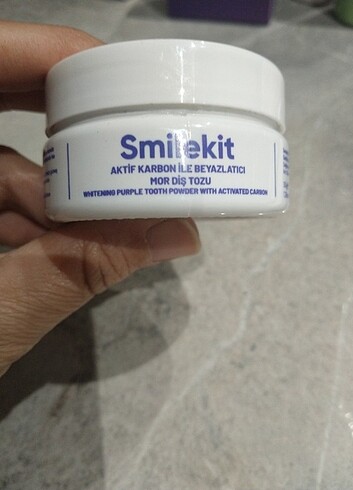 Smilekit
AKTİF KARBON İLE BEYAZLATICI
MOR DİŞ TOZU
WHITENING PURPLE TOOTH POWDER WITH ACTIVATED CARBON